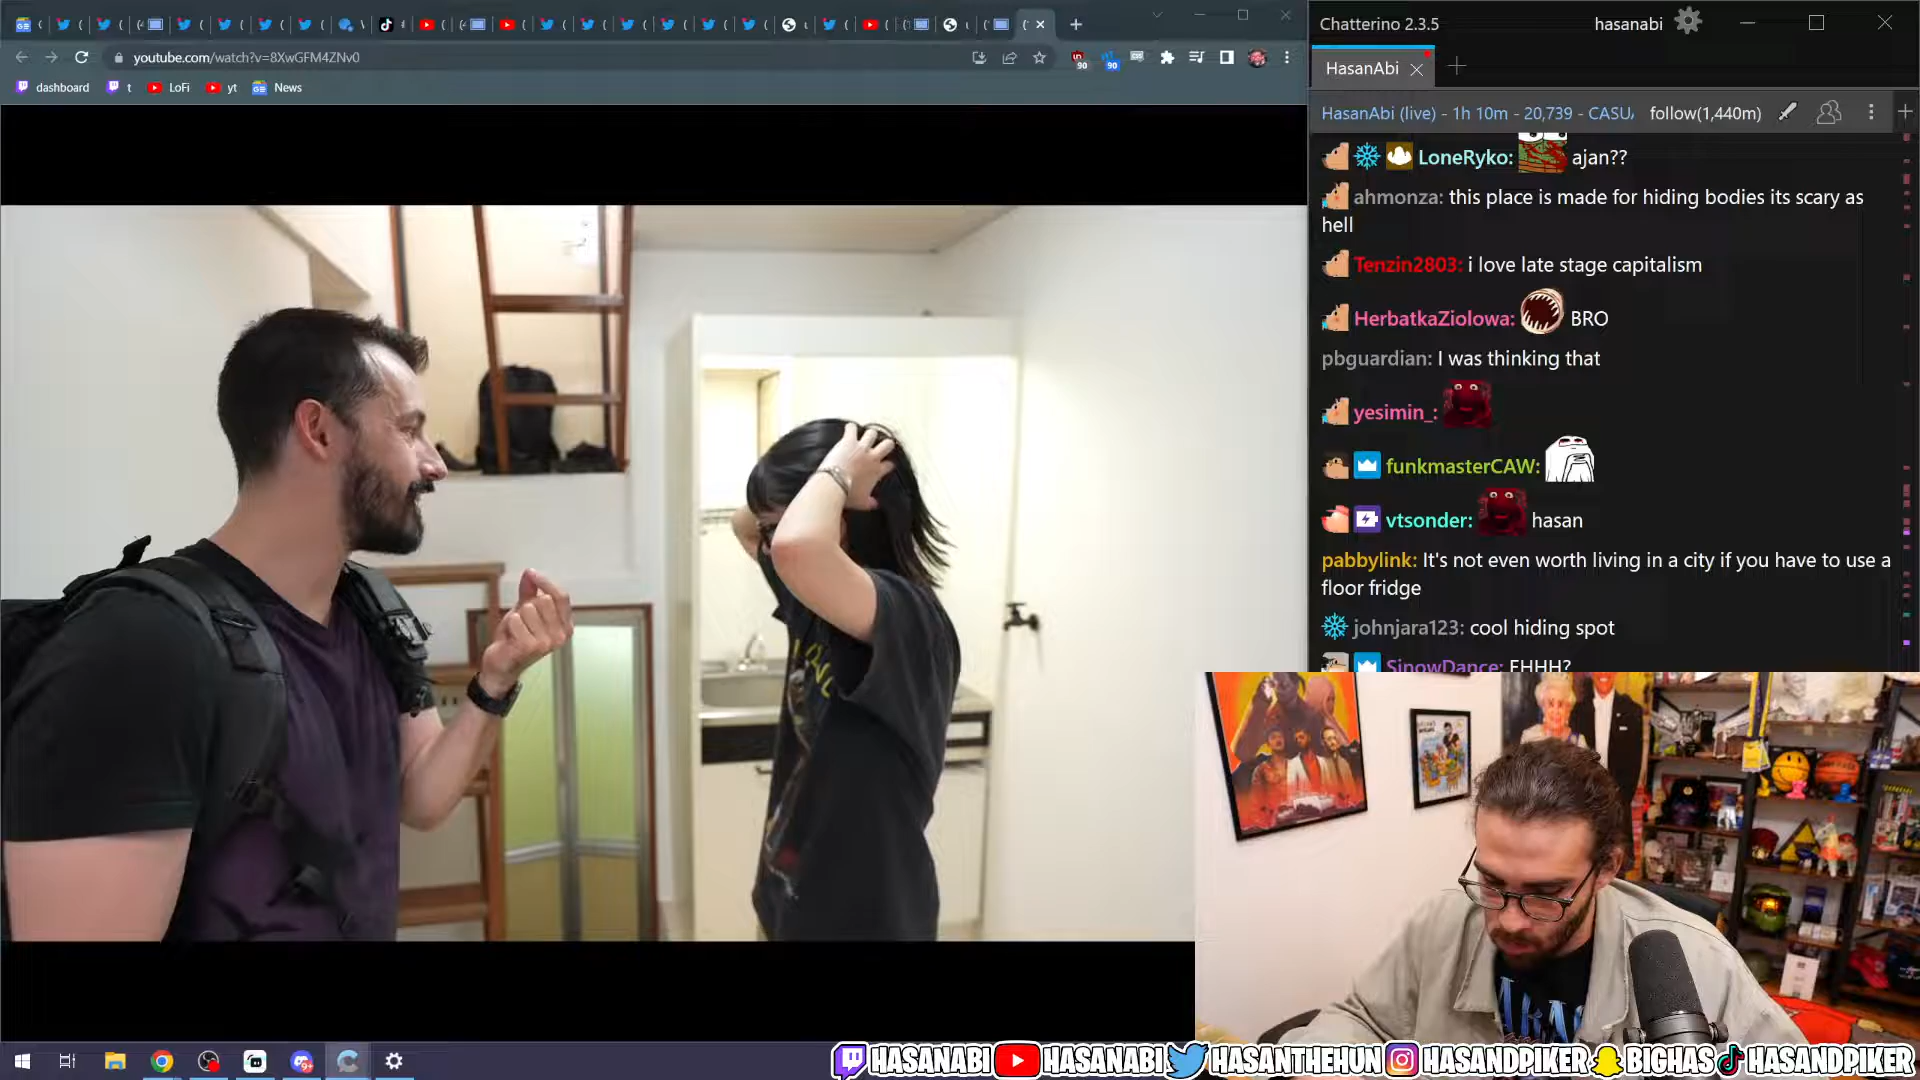 Chatterino 2.3.5
hasanabi
youtube.com/watch?v=8XwGFM4ZNv0
90
90
dashboard
t
LoFi
yt
News
HasanAbi
HasanAbi (live) - 1h 10m - 20,739 - CASU
follow(1,440m)
LoneRyko: ajan??
ahmonza: this place is made for hiding bodies its scary as
hell
Tenzin2803: i love late stage capitalism
HerbatkaZiolowa: BRO
pbguardian: I was thinking that
yesimin_:
funkmasterCAW:
vtsonder: hasan
pabbylink: It's not even worth living in a city if you have to use a
floor fridge
johnjara123: cool hiding spot
SinowDance: EHHH?
HASANABI HASANABI HASANTHEHUN HASANDPIKER BIGHAS HASANDPIKER